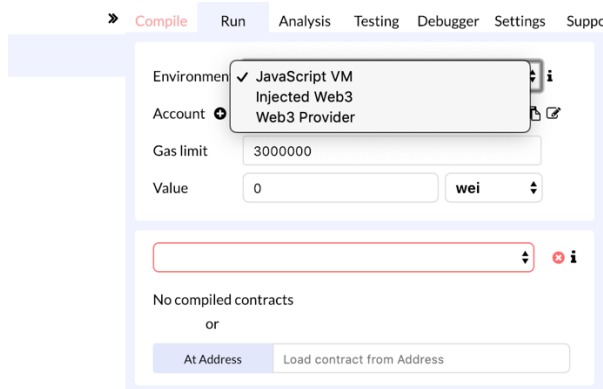 » Compile Run Analysis Testing Debugger Settings Suppo
Environmen ✓ JavaScript VM
Injected Web3
Account Web3 Provider
Gas limit 3000000
Value 0 wei
No compiled contracts
or
At Address Load contract from Address